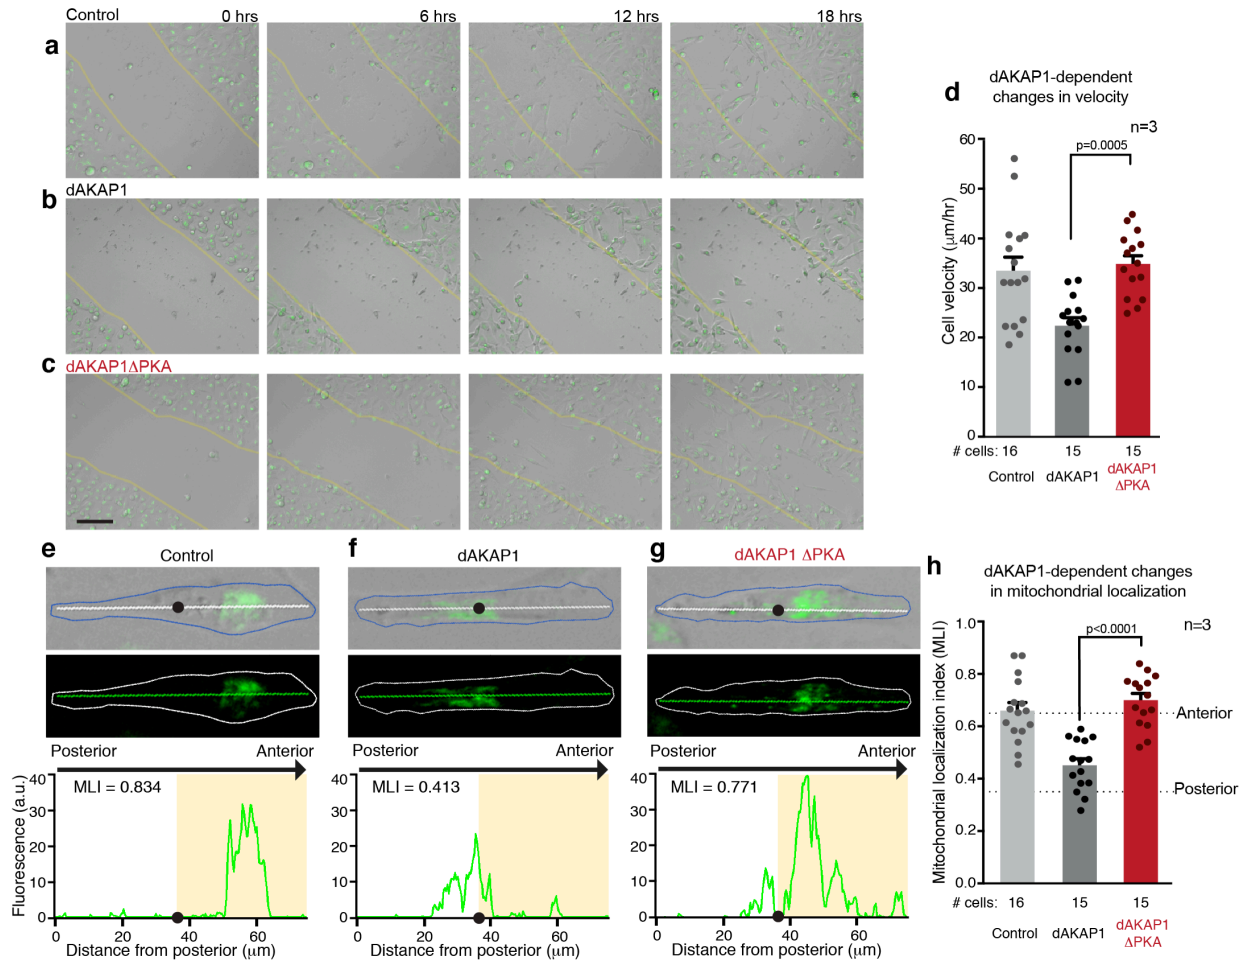 Control
0 hrs
6 hrs
12 hrs
18 hrs
a
dAKAP1
b
dAKAP1ΔPKA
c
d
dAKAP1-dependent
changes in velocity
n=3
p=0.0005
Cell velocity (μm/hr)
60
50
40
30
20
10
0
# cells: 16 15 15
Control dAKAP1 dAKAP1
ΔPKA
e
Control
Posterior Anterior
MLI = 0.834
Fluorescence (a.u.)
40
30
20
10
0
0 20 40 60
Distance from posterior (μm)
f
dAKAP1
Posterior Anterior
MLI = 0.413
40
30
20
10
0
0 20 40 60
Distance from posterior (μm)
g
dAKAP1 ΔPKA
Posterior Anterior
MLI = 0.771
40
30
20
10
0
0 20 40 60
Distance from posterior (μm)
h
dAKAP1-dependent changes
in mitochondrial localization
n=3
p<0.0001
Mitochondrial localization index (MLI)
1.0
0.8
0.6
0.4
0.2
0.0
Anterior
Posterior
# cells: 16 15 15
Control dAKAP1 dAKAP1
ΔPKA